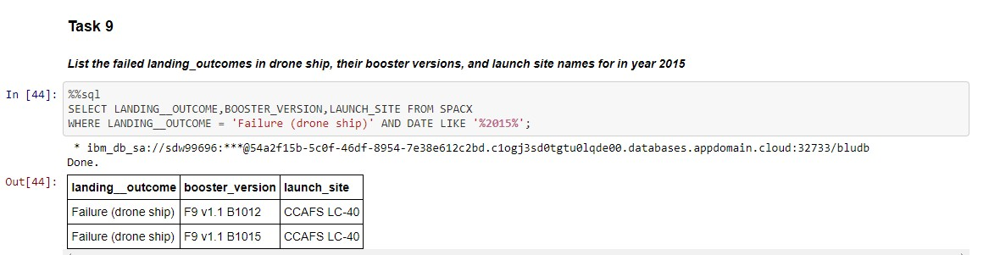 Task 9
List the failed landing_outcomes in drone ship, their booster versions, and launch site names for in year 2015
In [44]: %%sql
SELECT LANDING__OUTCOME,BOOSTER_VERSION,LAUNCH_SITE FROM SPACX
WHERE LANDING__OUTCOME = 'Failure (drone ship)' AND DATE LIKE '%2015%';
* ibm_db_sa://sdw99696:***@54a2f15b-5c0f-46df-8954-7e38e612c2bd.c1ogj3sd0tgtu0lqde00.databases.appdomain.cloud:32733/bludb
Done.
Out[44]: landing__outcome booster_version launch_site
Failure (drone ship) F9 v1.1 B1012 CCAFS LC-40
Failure (drone ship) F9 v1.1 B1015 CCAFS LC-40